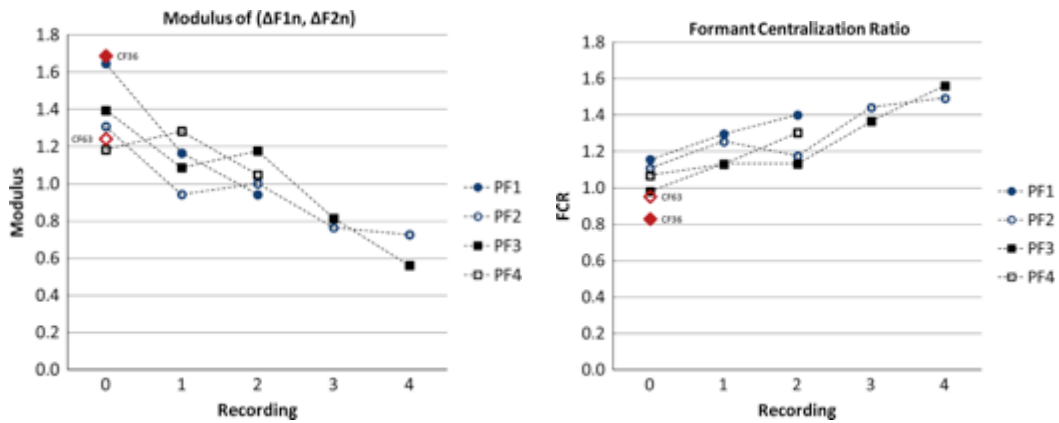 Modulus of (ΔF1n, ΔF2n)
1.8
1.6
1.4
1.2
1.0
0.8
0.6
0.4
0.2
0.0
Modulus
CF36
CF63
0 1 2 3 4
Recording
PF1
PF2
PF3
PF4
Formant Centralization Ratio
1.8
1.6
1.4
1.2
1.0
0.8
0.6
0.4
0.2
0.0
FCR
CF63
CF36
0 1 2 3 4
Recording
PF1
PF2
PF3
PF4